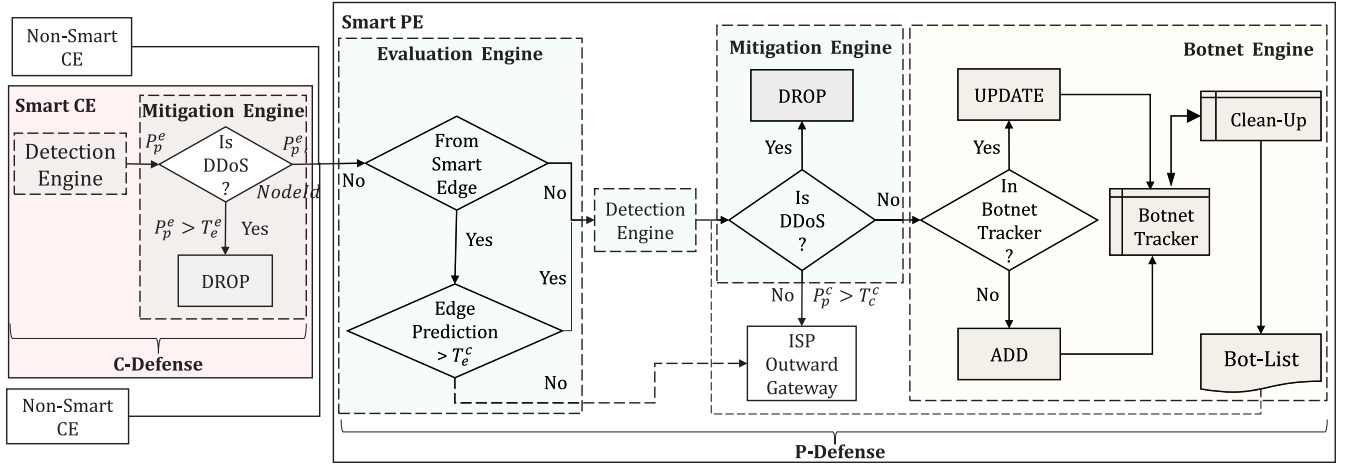 Non-Smart
CE
Smart CE
Mitigation Engine
Detection
Engine
P_p^e
Is
DDoS
?
P_p^e,
NodeId
No
P_p^e > T_e^e
Yes
DROP
C-Defense
Non-Smart
CE
Smart PE
Evaluation Engine
From
Smart
Edge
No
Yes
Edge
Prediction
> T_e^c
Yes
No
Detection
Engine
Mitigation Engine
DROP
Yes
Is
DDoS
?
No
No
P_p^c > T_c^c
ISP
Outward
Gateway
Botnet Engine
UPDATE
Yes
In
Botnet
Tracker
?
No
ADD
Clean-Up
Botnet
Tracker
Bot-List
P-Defense